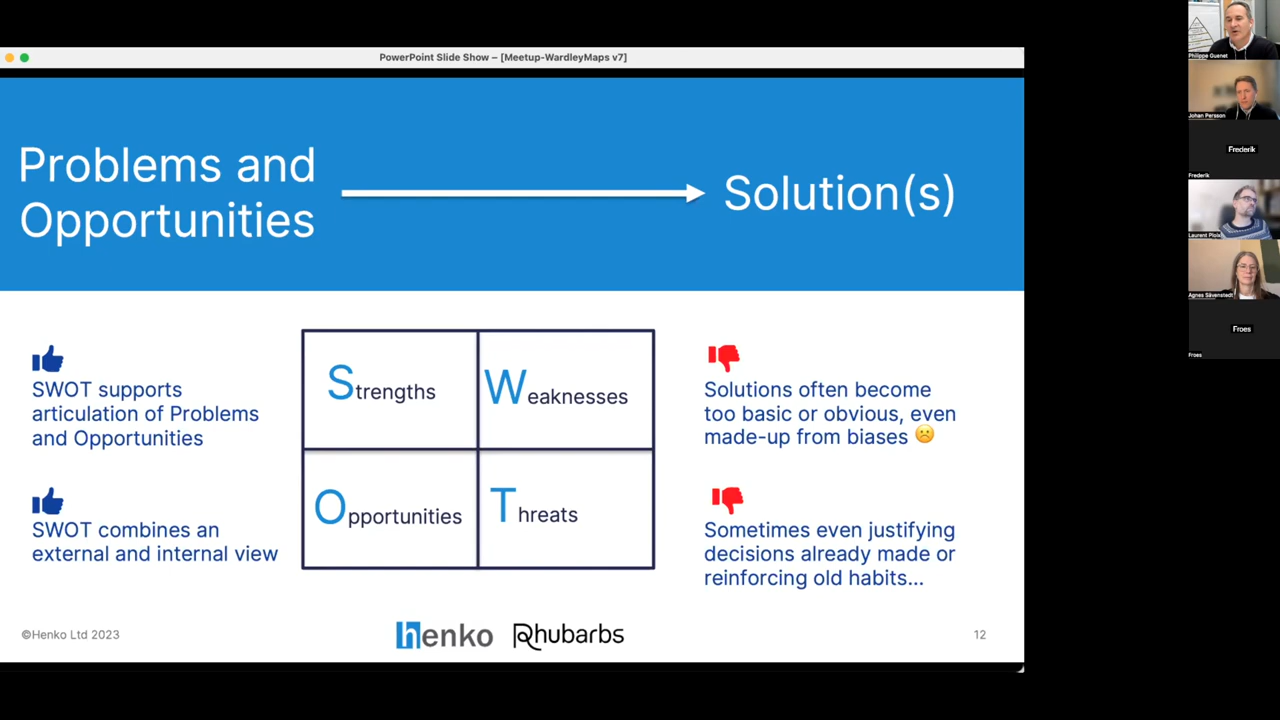 PowerPoint Slide Show – [Meetup-WardleyMaps v7]
Problems and
Opportunities
Solution(s)
SWOT supports
articulation of Problems
and Opportunities
SWOT combines an
external and internal view
Strengths
Weaknesses
Opportunities
Threats
Solutions often become
too basic or obvious, even
made-up from biases ☹️
Sometimes even justifying
decisions already made or
reinforcing old habits...
©Henko Ltd 2023
henko
Rhubarbs
12
Philippe Guenet
Johan Persson
Frederik
Frederik
Laurent
Agnes Sävenstedt
Froes
Froes